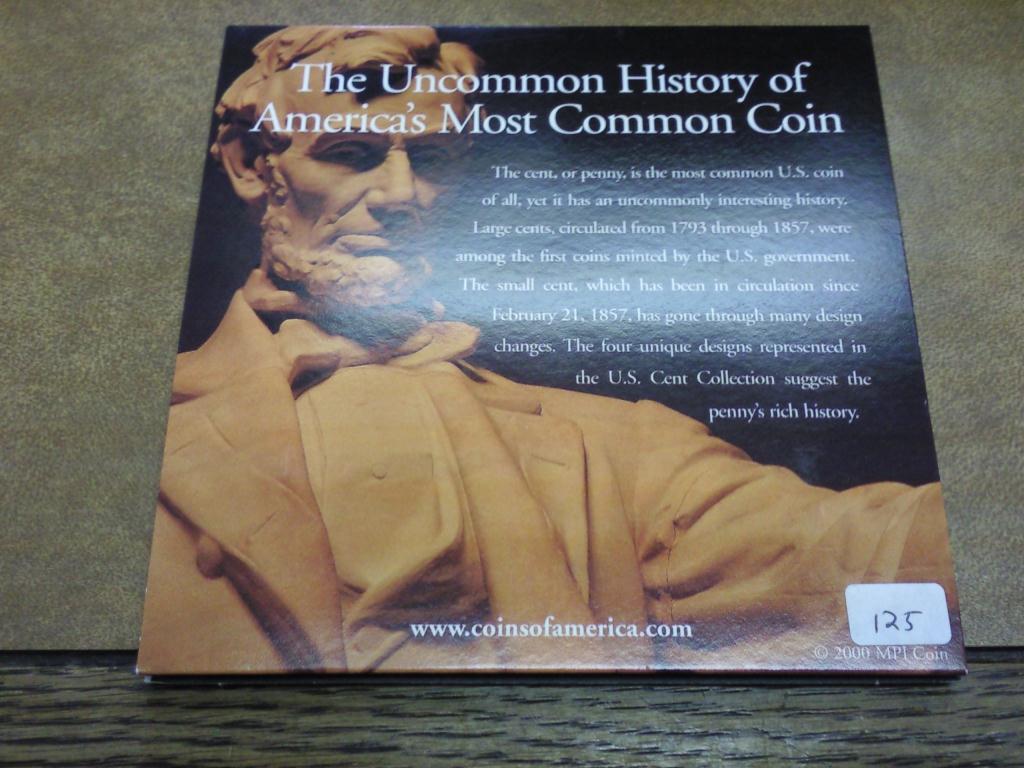 The Uncommon History of
America's Most Common Coin
The cent, or penny, is the most common U.S. coin
of all, yet it has an uncommonly interesting history.
Large cents, circulated from 1793 through 1857, were
among the first coins minted by the U.S. government.
The small cent, which has been in circulation since
February 21, 1857, has gone through many design
changes. The four unique designs represented in
the U.S. Cent Collection suggest the
penny's rich history.
www.coinsofamerica.com
125
© 2000 MPI Coin